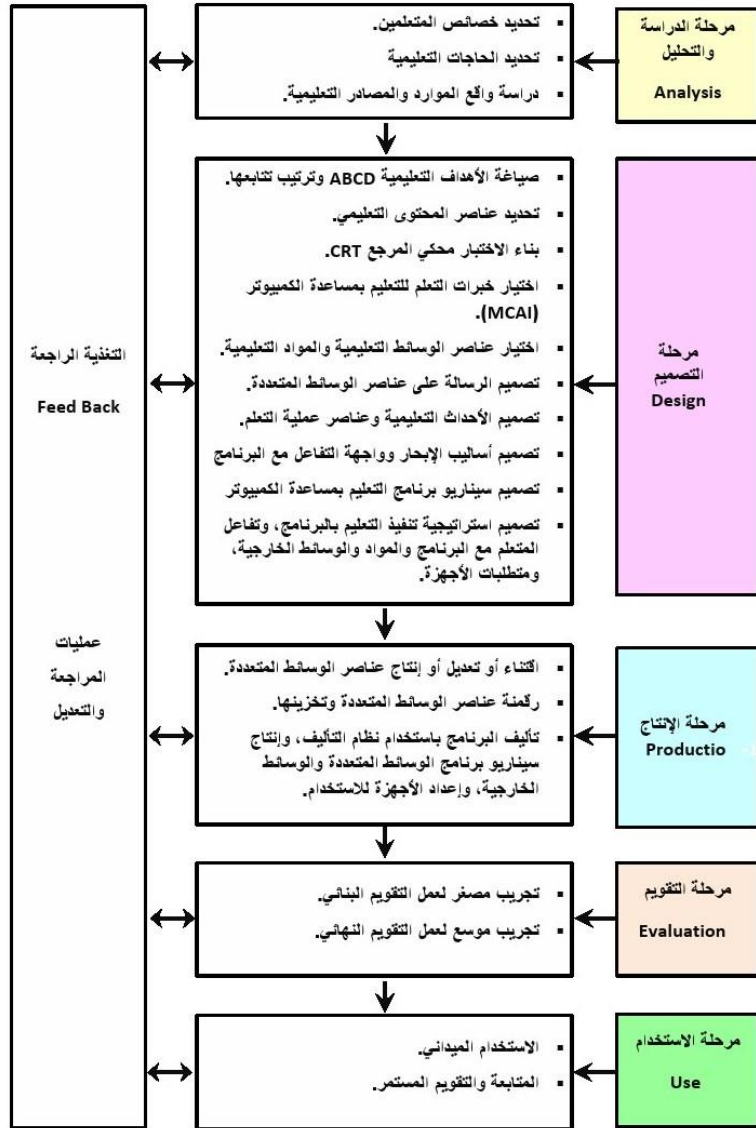 مرحلة الدراسة
والتحليل
Analysis
▪ تحديد خصائص المتعلمين.
▪ تحديد الحاجات التعليمية
▪ دراسة واقع الموارد والمصادر التعليمية.
مرحلة
التصميم
Design
▪ صياغة الأهداف التعليمية ABCD وترتيب تتابعها.
▪ تحديد عناصر المحتوى التعليمي.
▪ بناء الاختبار محكي المرجع CRT.
▪ اختيار خبرات التعلم للتعليم بمساعدة الكمبيوتر
(MCAI).
▪ اختيار عناصر الوسائط التعليمية والمواد التعليمية.
▪ تصميم الرسالة على عناصر الوسائط المتعددة.
▪ تصميم الأحداث التعليمية وعناصر عملية التعلم.
▪ تصميم أساليب الإبحار وواجهة التفاعل مع البرنامج
▪ تصميم سيناريو برنامج التعليم بمساعدة الكمبيوتر
▪ تصميم استراتيجية تنفيذ التعليم بالبرنامج، وتفاعل
المتعلم مع البرنامج والمواد والوسائط الخارجية،
ومتطلبات الأجهزة.
مرحلة الإنتاج
Productio
▪ اقتناء أو تعديل أو إنتاج عناصر الوسائط المتعددة.
▪ رقمنة عناصر الوسائط المتعددة وتخزينها.
▪ تأليف البرنامج باستخدام نظام التأليف، وإنتاج
سيناريو برنامج الوسائط المتعددة والوسائط
الخارجية، وإعداد الأجهزة للاستخدام.
مرحلة التقويم
Evaluation
▪ تجريب مصغر لعمل التقويم البنائي.
▪ تجريب موسع لعمل التقويم النهائي.
مرحلة الاستخدام
Use
▪ الاستخدام الميداني.
▪ المتابعة والتقويم المستمر.
التغذية الراجعة
Feed Back
عمليات
المراجعة
والتعديل